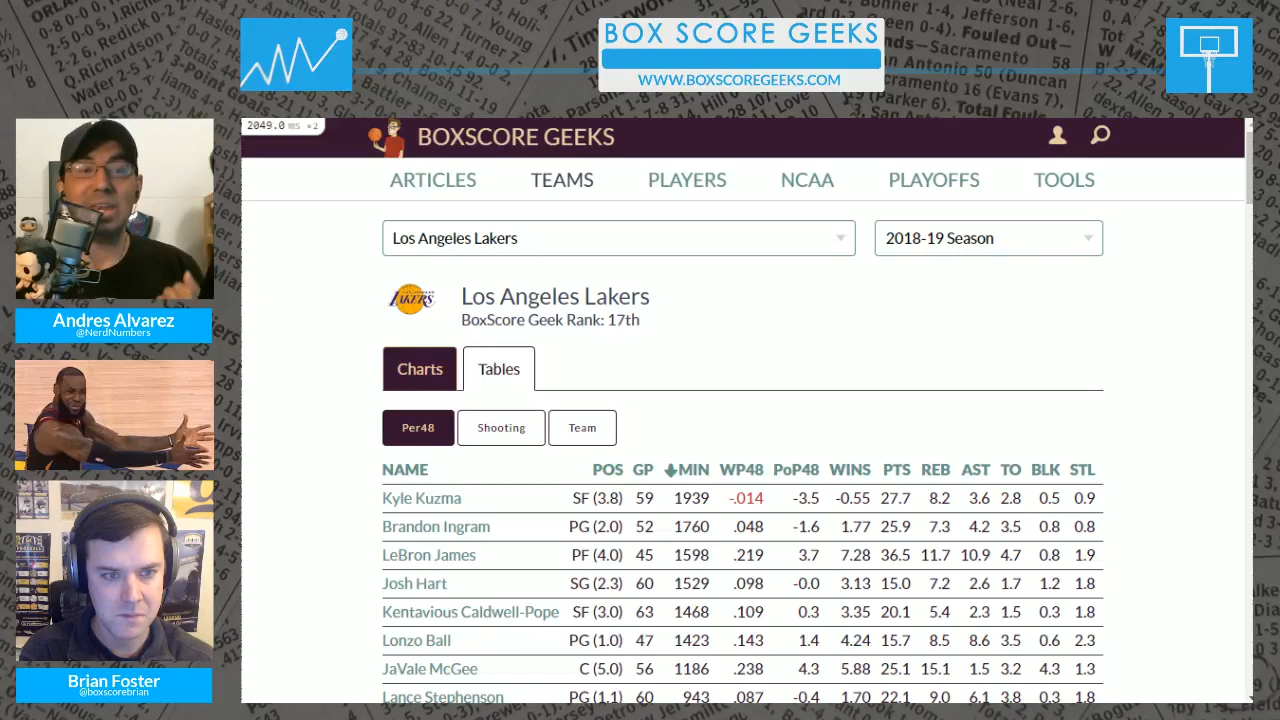 BOX SCORE GEEKS
WWW.BOXSCOREGEEKS.COM
2049.0 ms ×2
BOXSCORE GEEKS
ARTICLES TEAMS PLAYERS NCAA PLAYOFFS TOOLS
Los Angeles Lakers 2018-19 Season
LAKERS
Los Angeles Lakers
BoxScore Geek Rank: 17th
Charts Tables
Per48 Shooting Team
NAME POS GP MIN WP48 PoP48 WINS PTS REB AST TO BLK STL
Kyle Kuzma SF (3.8) 59 1939 -.014 -3.5 -0.55 27.7 8.2 3.6 2.8 0.5 0.9
Brandon Ingram PG (2.0) 52 1760 .048 -1.6 1.77 25.9 7.3 4.2 3.5 0.8 0.8
LeBron James PF (4.0) 45 1598 .219 3.7 7.28 36.5 11.7 10.9 4.7 0.8 1.9
Josh Hart SG (2.3) 60 1529 .098 -0.0 3.13 15.0 7.2 2.6 1.7 1.2 1.8
Kentavious Caldwell-Pope SF (3.0) 63 1468 .109 0.3 3.35 20.1 5.4 2.3 1.5 0.3 1.8
Lonzo Ball PG (1.0) 47 1423 .143 1.4 4.24 15.7 8.5 8.6 3.5 0.6 2.3
JaVale McGee C (5.0) 56 1186 .238 4.3 5.88 25.1 15.1 1.5 3.2 4.3 1.3
Lance Stephenson PG (1.1) 60 943 .087 -0.4 1.70 22.1 9.0 6.1 3.8 0.3 1.8
Andres Alvarez
@NerdNumbers
Brian Foster
@boxscorebrian